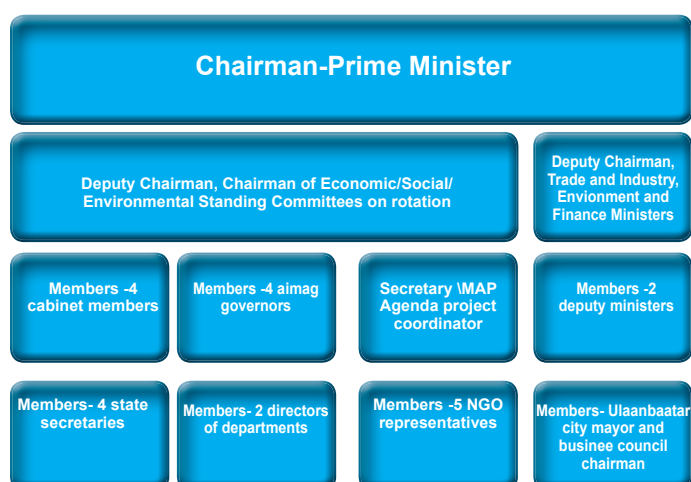 Chairman-Prime Minister
Deputy Chairman, Chairman of Economic/Social/
Environmental Standing Committees on rotation
Deputy Chairman,
Trade and Industry,
Envionment and
Finance Ministers
Members -4
cabinet members
Members -4 aimag
governors
Secretary \MAP
Agenda project
coordinator
Members -2
deputy ministers
Members- 4 state
secretaries
Members- 2 directors
of departments
Members -5 NGO
representatives
Members- Ulaanbaatar
city mayor and
businee council
chairman